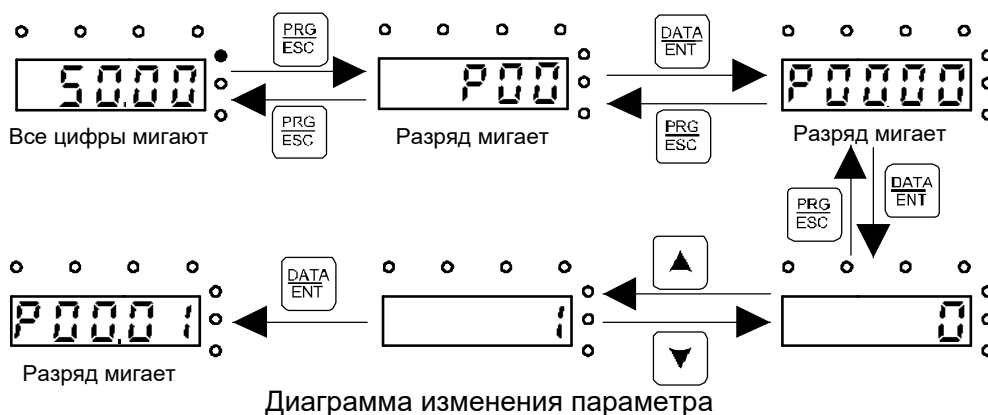 PRG
ESC
DATA
ENT
50.00
P00
P00.00
PRG
ESC
PRG
ESC
Все цифры мигают
Разряд мигает
Разряд мигает
PRG
ESC
DATA
ENT
DATA
ENT
P00.01
1
0
Разряд мигает
Диаграмма изменения параметра